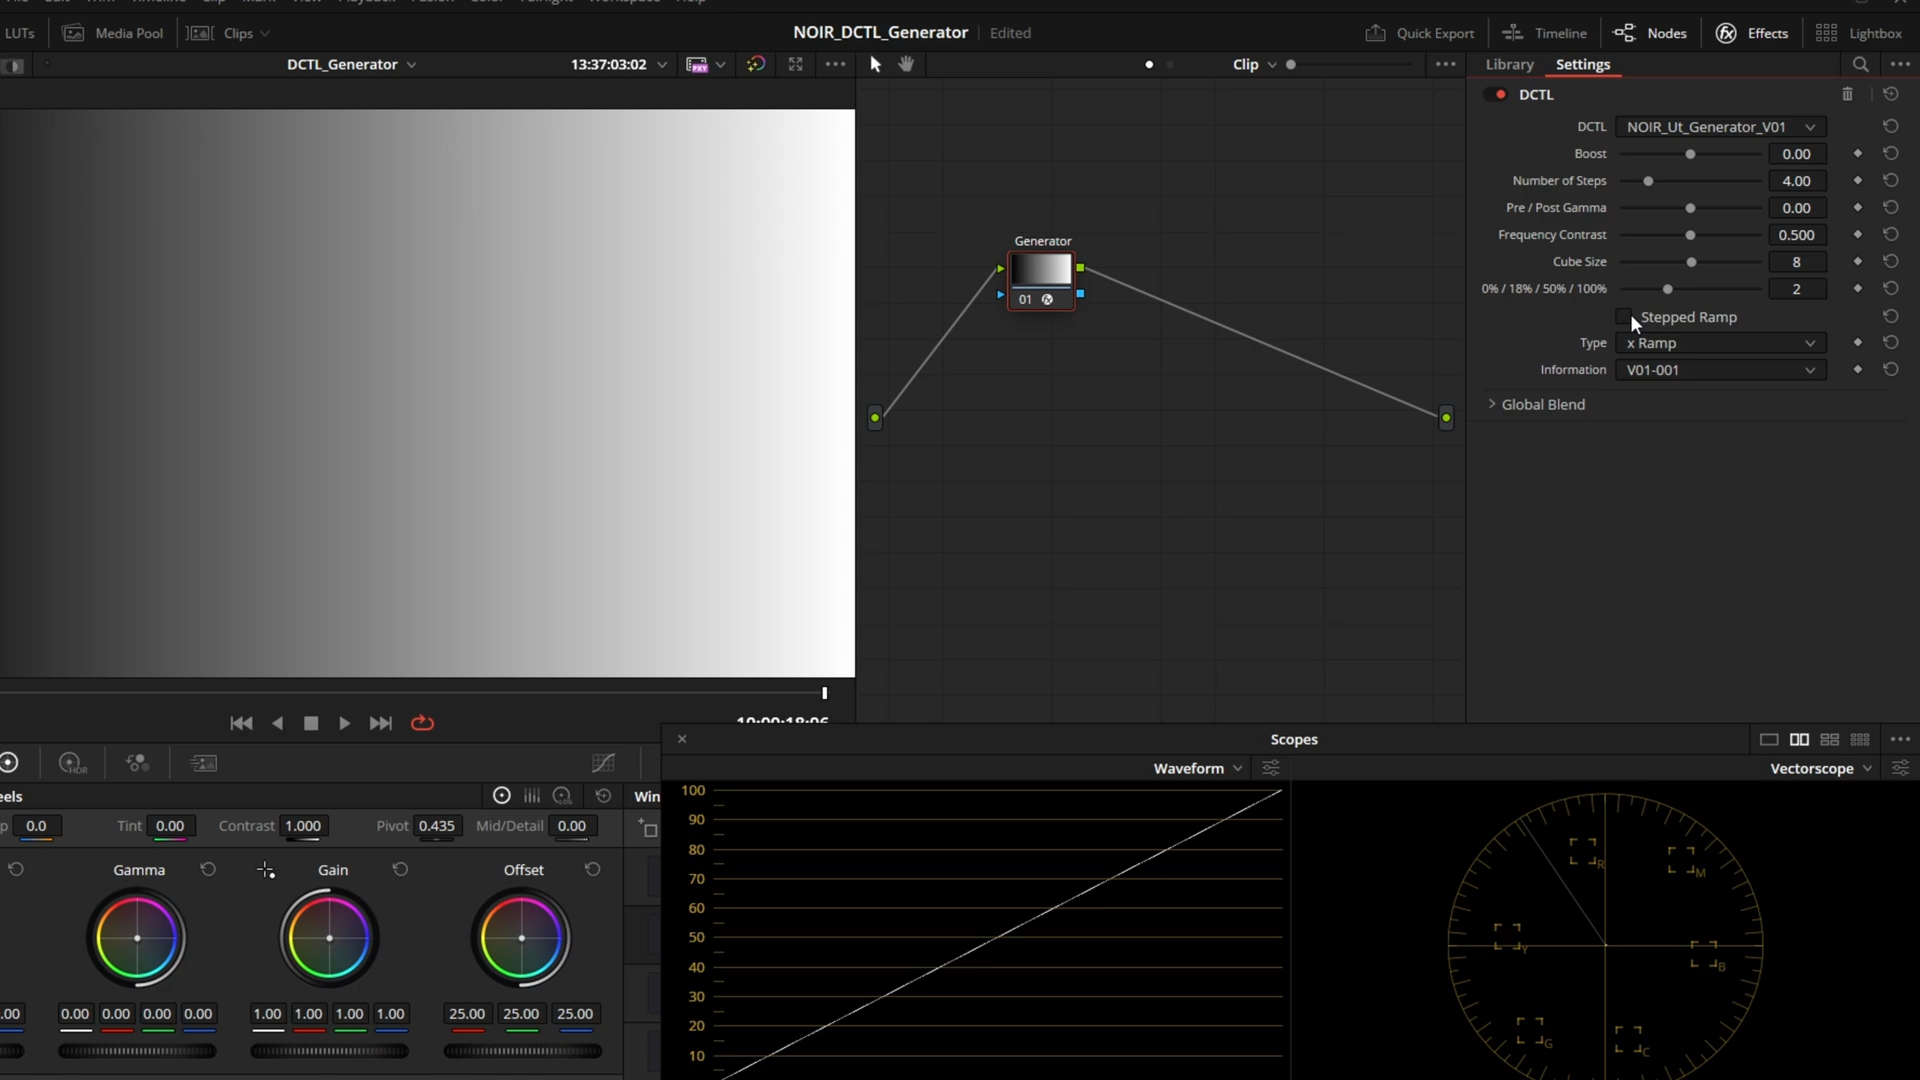 LUTs Media Pool Clips NOIR_DCTL_Generator Edited Quick Export Timeline Nodes Effects Lightbox
DCTL_Generator 13:37:03:02 Clip Library Settings
DCTL
DCTL NOIR_Ut_Generator_V01
Boost 0.00
Number of Steps 4.00
Pre / Post Gamma 0.00
Frequency Contrast 0.500
Generator
Cube Size 8
0% / 18% / 50% / 100% 2
01
Stepped Ramp
Type x Ramp
Information V01-001
Global Blend
Scopes
HDR
Waveform Vectorscope
eels Win
p 0.0 Tint 0.00 Contrast 1.000 Pivot 0.435 Mid/Detail 0.00
Gamma Gain Offset
.00 0.00 0.00 0.00 0.00 1.00 1.00 1.00 1.00 25.00 25.00 25.00
100
90
80
70
60
50
40
30
20
10
R
M
Y
B
G
C